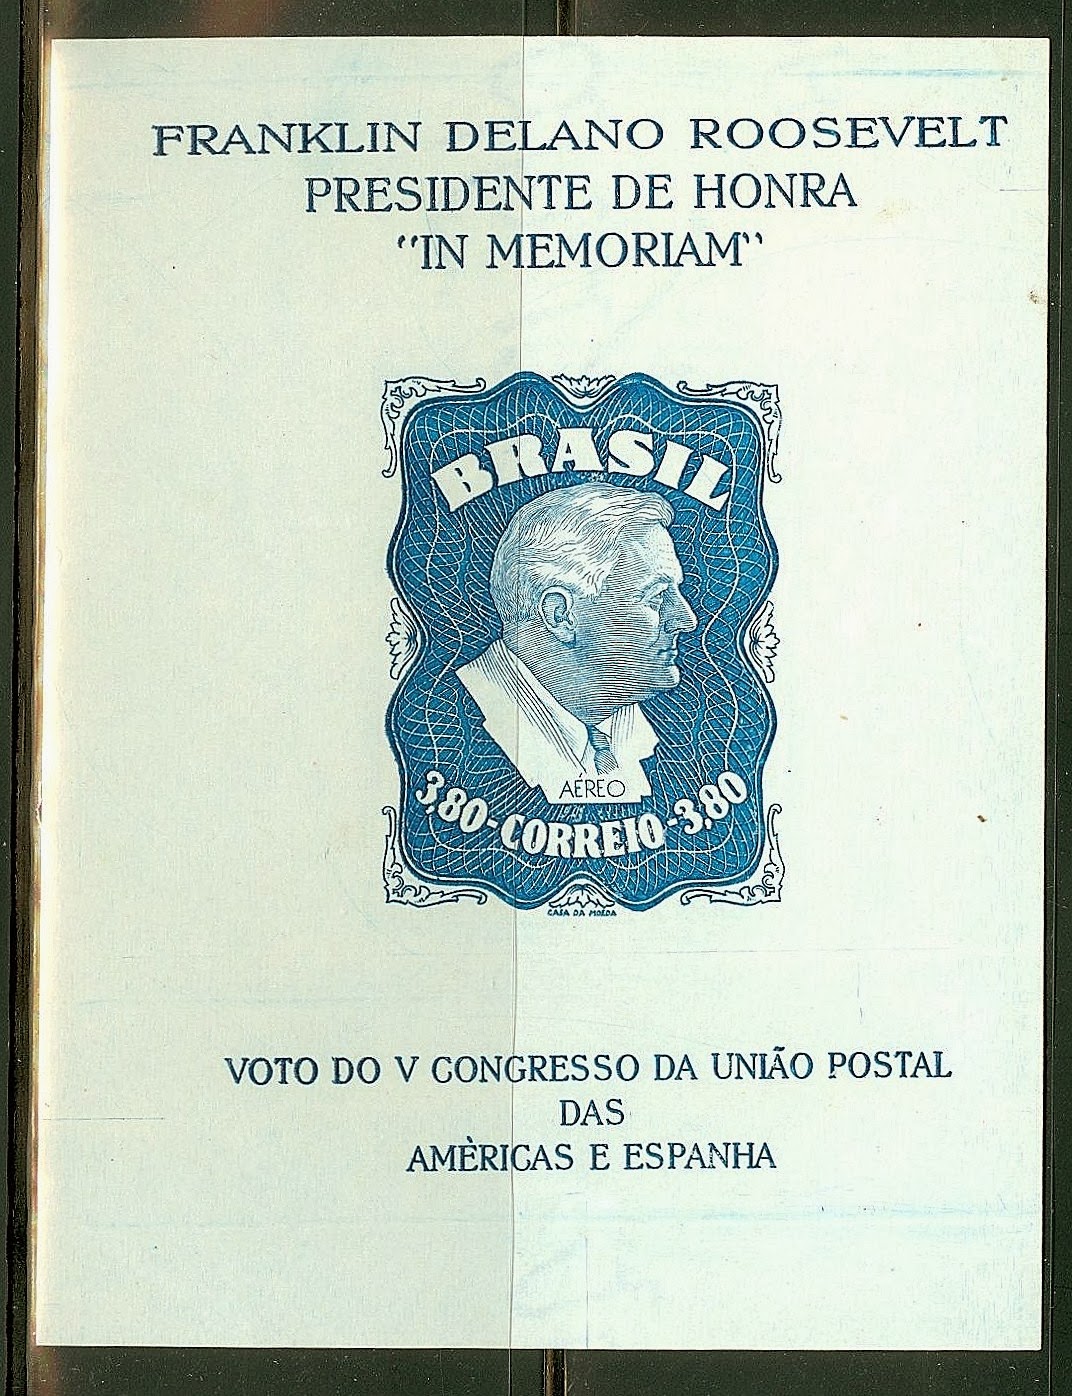 FRANKLIN DELANO ROOSEVELT
PRESIDENTE DE HONRA
"IN MEMORIAM"
BRASIL
AÉREO
3,80-CORREIO-3,80
CASA DA MOEDA
VOTO DO V CONGRESSO DA UNIÃO POSTAL
DAS
AMÈRICAS E ESPANHA